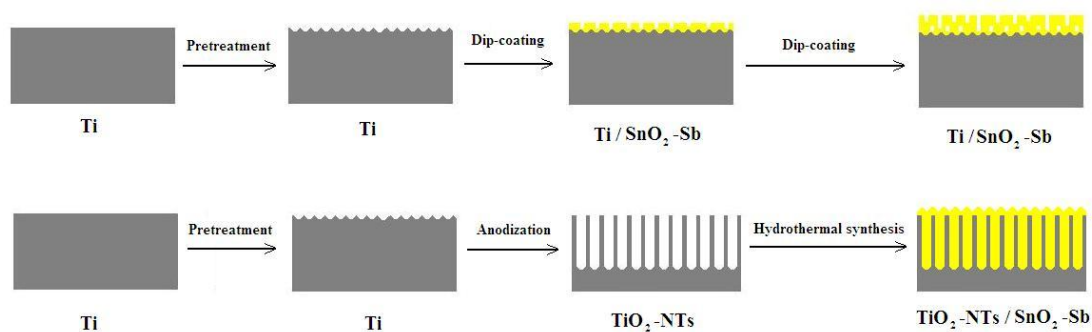 Pretreatment
Dip-coating
Dip-coating
Ti
Ti
Ti / SnO₂ -Sb
Ti / SnO₂ -Sb
Pretreatment
Anodization
Hydrothermal synthesis
Ti
Ti
TiO₂ -NTs
TiO₂ -NTs / SnO₂ -Sb